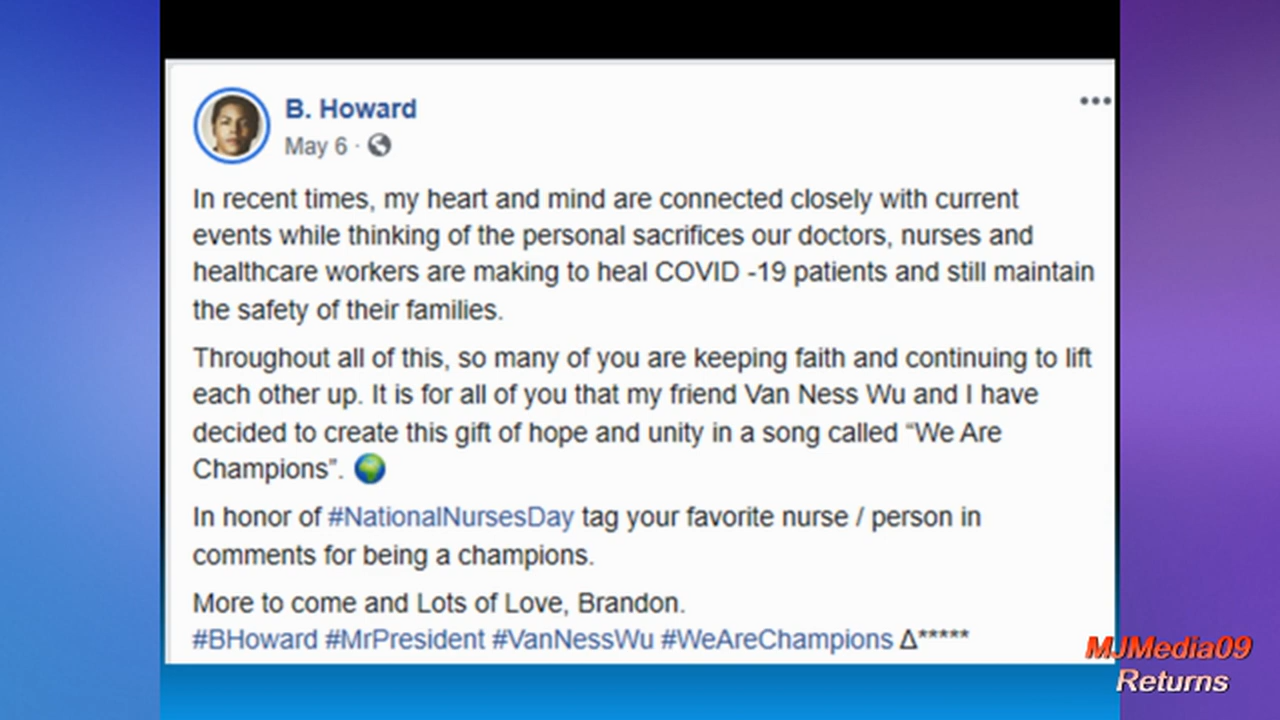 B. Howard
May 6 ·
In recent times, my heart and mind are connected closely with current
events while thinking of the personal sacrifices our doctors, nurses and
healthcare workers are making to heal COVID -19 patients and still maintain
the safety of their families.
Throughout all of this, so many of you are keeping faith and continuing to lift
each other up. It is for all of you that my friend Van Ness Wu and I have
decided to create this gift of hope and unity in a song called “We Are
Champions”. 🌍
In honor of #NationalNursesDay tag your favorite nurse / person in
comments for being a champions.
More to come and Lots of Love, Brandon.
#BHoward #MrPresident #VanNessWu #WeAreChampions Δ*****
MJMedia09
Returns